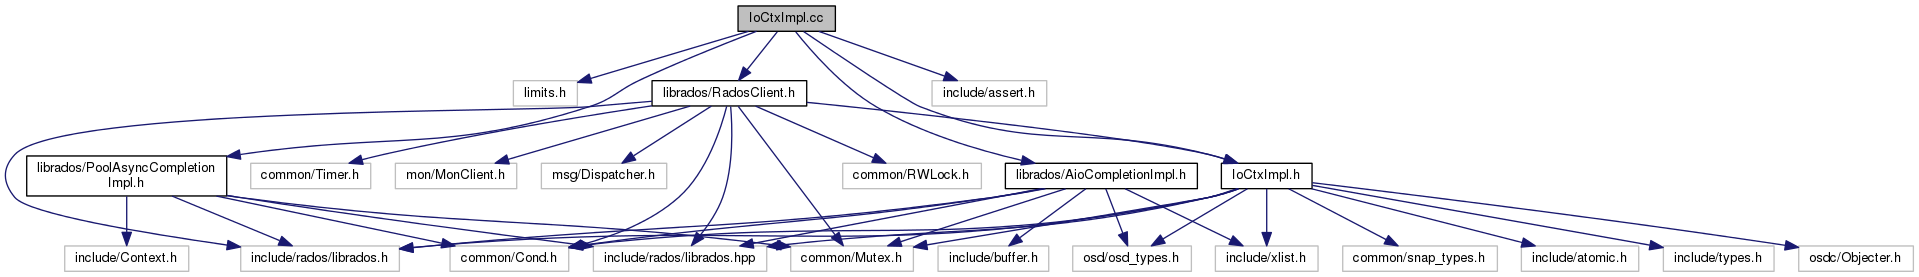 IoCtxImpl.cc
limits.h
librados/RadosClient.h
include/assert.h
librados/PoolAsyncCompletion
Impl.h
common/Timer.h
mon/MonClient.h
msg/Dispatcher.h
common/RWLock.h
librados/AioCompletionImpl.h
IoCtxImpl.h
include/Context.h
include/rados/librados.h
common/Cond.h
include/rados/librados.hpp
common/Mutex.h
include/buffer.h
osd/osd_types.h
include/xlist.h
common/snap_types.h
include/atomic.h
include/types.h
osdc/Objecter.h